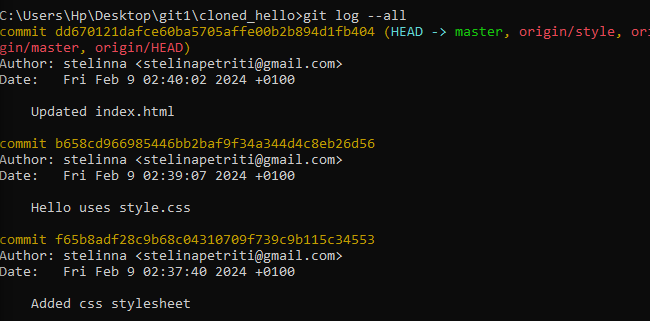 C:\Users\Hp\Desktop\git1\cloned_hello>git log --all
commit dd670121dafce60ba5705affe00b2b894d1fb404 (HEAD -> master, origin/style, ori
gin/master, origin/HEAD)
Author: stelinna <stelinapetriti@gmail.com>
Date:   Fri Feb 9 02:40:02 2024 +0100
    Updated index.html
commit b658cd966985446bb2baf9f34a344d4c8eb26d56
Author: stelinna <stelinapetriti@gmail.com>
Date:   Fri Feb 9 02:39:07 2024 +0100
    Hello uses style.css
commit f65b8adf28c9b68c04310709f739c9b115c34553
Author: stelinna <stelinapetriti@gmail.com>
Date:   Fri Feb 9 02:37:40 2024 +0100
    Added css stylesheet